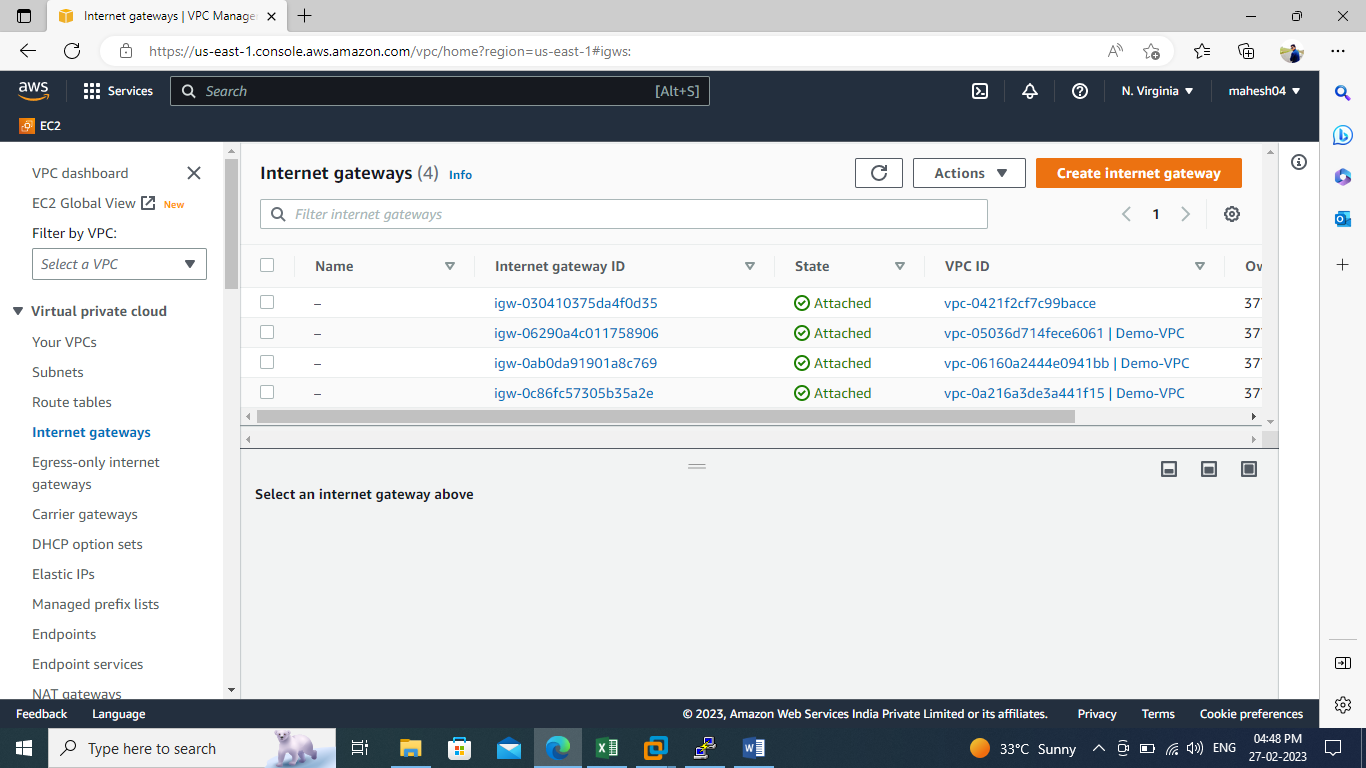 Internet gateways | VPC Manage
https://us-east-1.console.aws.amazon.com/vpc/home?region=us-east-1#igws:
aws Services Search [Alt+S] N. Virginia mahesh04
EC2
VPC dashboard
EC2 Global View New
Filter by VPC:
Select a VPC
Virtual private cloud
Your VPCs
Subnets
Route tables
Internet gateways
Egress-only internet
gateways
Carrier gateways
DHCP option sets
Elastic IPs
Managed prefix lists
Endpoints
Endpoint services
NAT gateways
Internet gateways (4) Info Actions Create internet gateway
Filter internet gateways 1
Name Internet gateway ID State VPC ID Ow
– igw-030410375da4f0d35 Attached vpc-0421f2cf7c99bacce 377
– igw-06290a4c011758906 Attached vpc-05036d714fece6061 | Demo-VPC 377
– igw-0ab0da91901a8c769 Attached vpc-06160a2444e0941bb | Demo-VPC 377
– igw-0c86fc57305b35a2e Attached vpc-0a216a3de3a441f15 | Demo-VPC 377
Select an internet gateway above
Feedback Language © 2023, Amazon Web Services India Private Limited or its affiliates. Privacy Terms Cookie preferences
Type here to search 33°C Sunny ENG 04:48 PM
27-02-2023